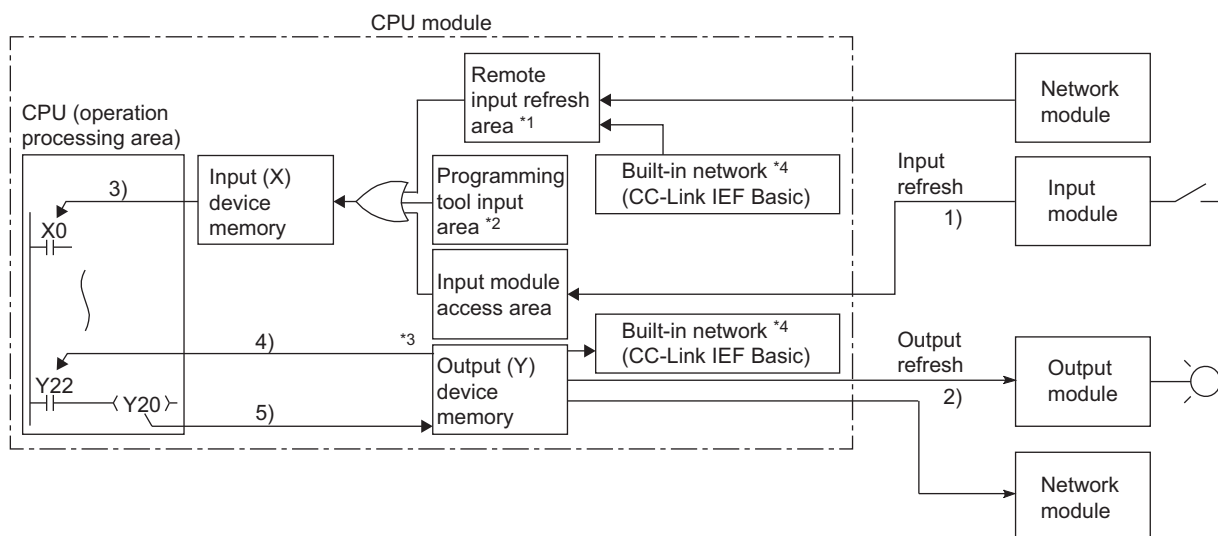 CPU module
CPU (operation
processing area)
Remote
input refresh
area *1
Network
module
Input (X)
device
memory
Programming
tool input
area *2
Built-in network *4
(CC-Link IEF Basic)
Input
refresh
1)
Input
module
3)
X0
Input module
access area
Built-in network *4
(CC-Link IEF Basic)
4)
*3
Output (Y)
device
memory
Output
refresh
2)
Output
module
Y22
Y20
5)
Network
module